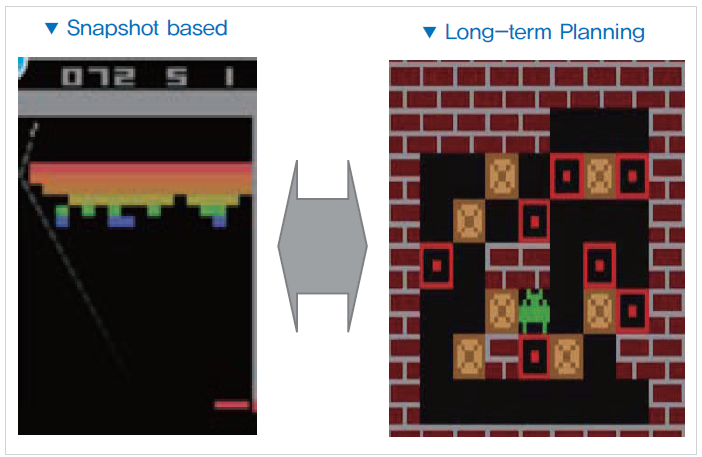 ▼ Snapshot based
▼ Long-term Planning
072 5 1